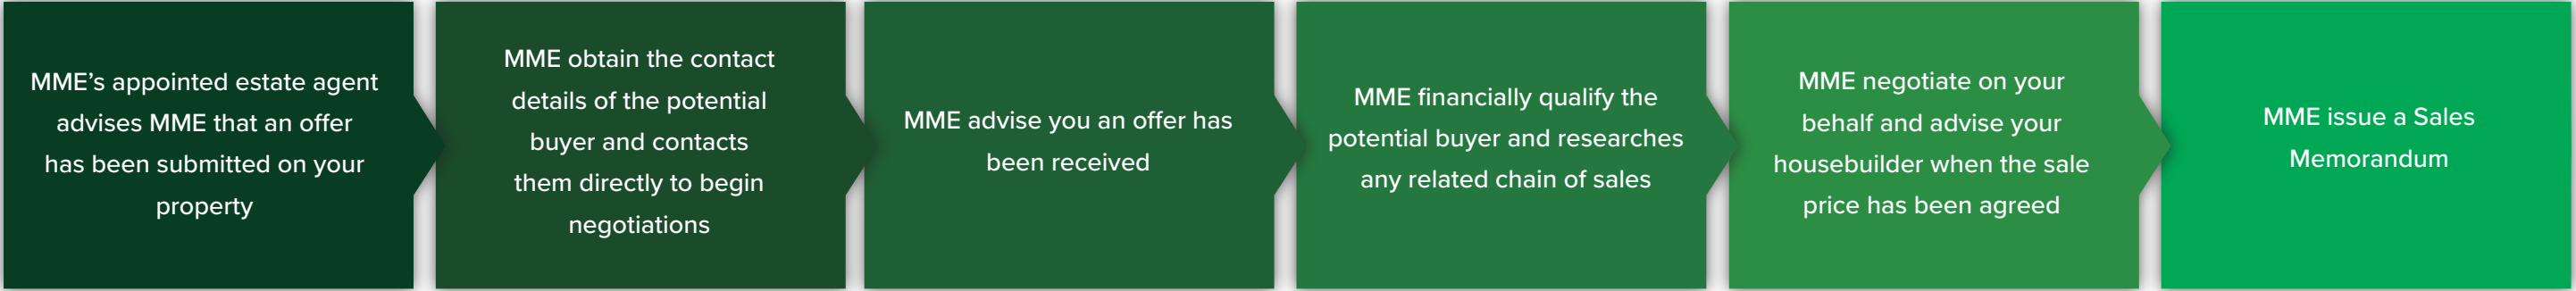 MME’s appointed estate agent
advises MME that an offer
has been submitted on your
property
MME obtain the contact
details of the potential
buyer and contacts
them directly to begin
negotiations
MME advise you an offer has
been received
MME financially qualify the
potential buyer and researches
any related chain of sales
MME negotiate on your
behalf and advise your
housebuilder when the sale
price has been agreed
MME issue a Sales
Memorandum